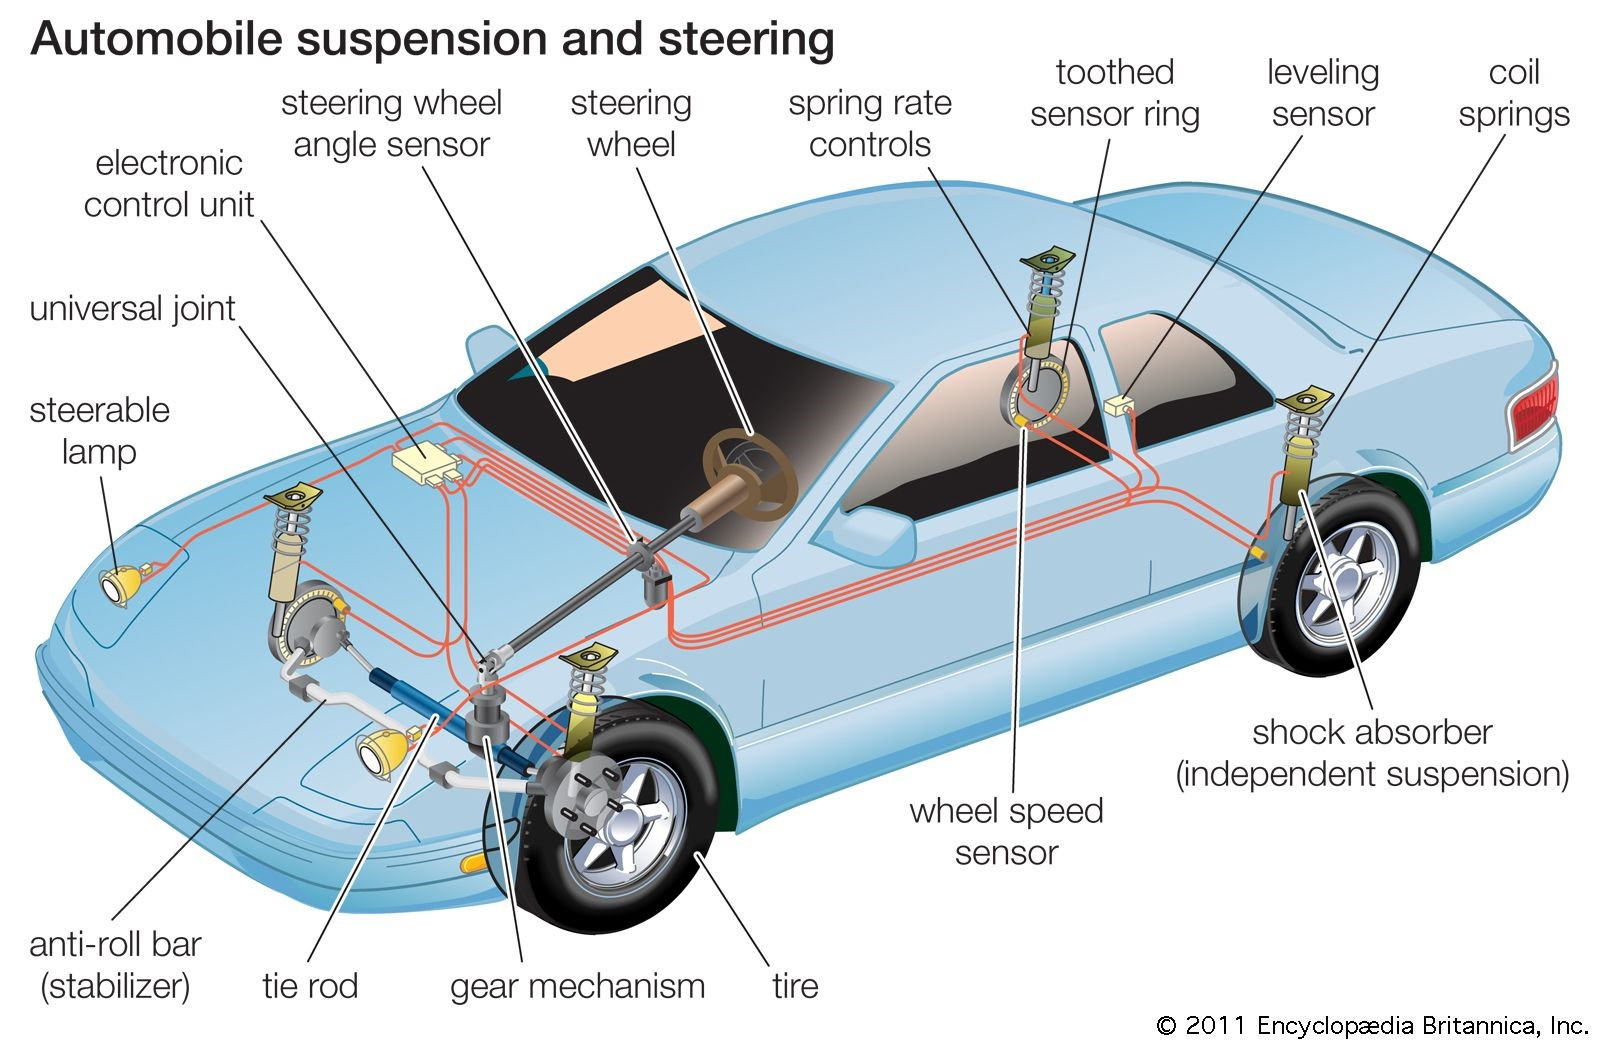 Automobile suspension and steering
steering wheel
angle sensor
steering
wheel
spring rate
controls
toothed
sensor ring
leveling
sensor
coil
springs
electronic
control unit
universal joint
steerable
lamp
shock absorber
(independent suspension)
wheel speed
sensor
anti-roll bar
(stabilizer)
tie rod
gear mechanism
tire
© 2011 Encyclopædia Britannica, Inc.